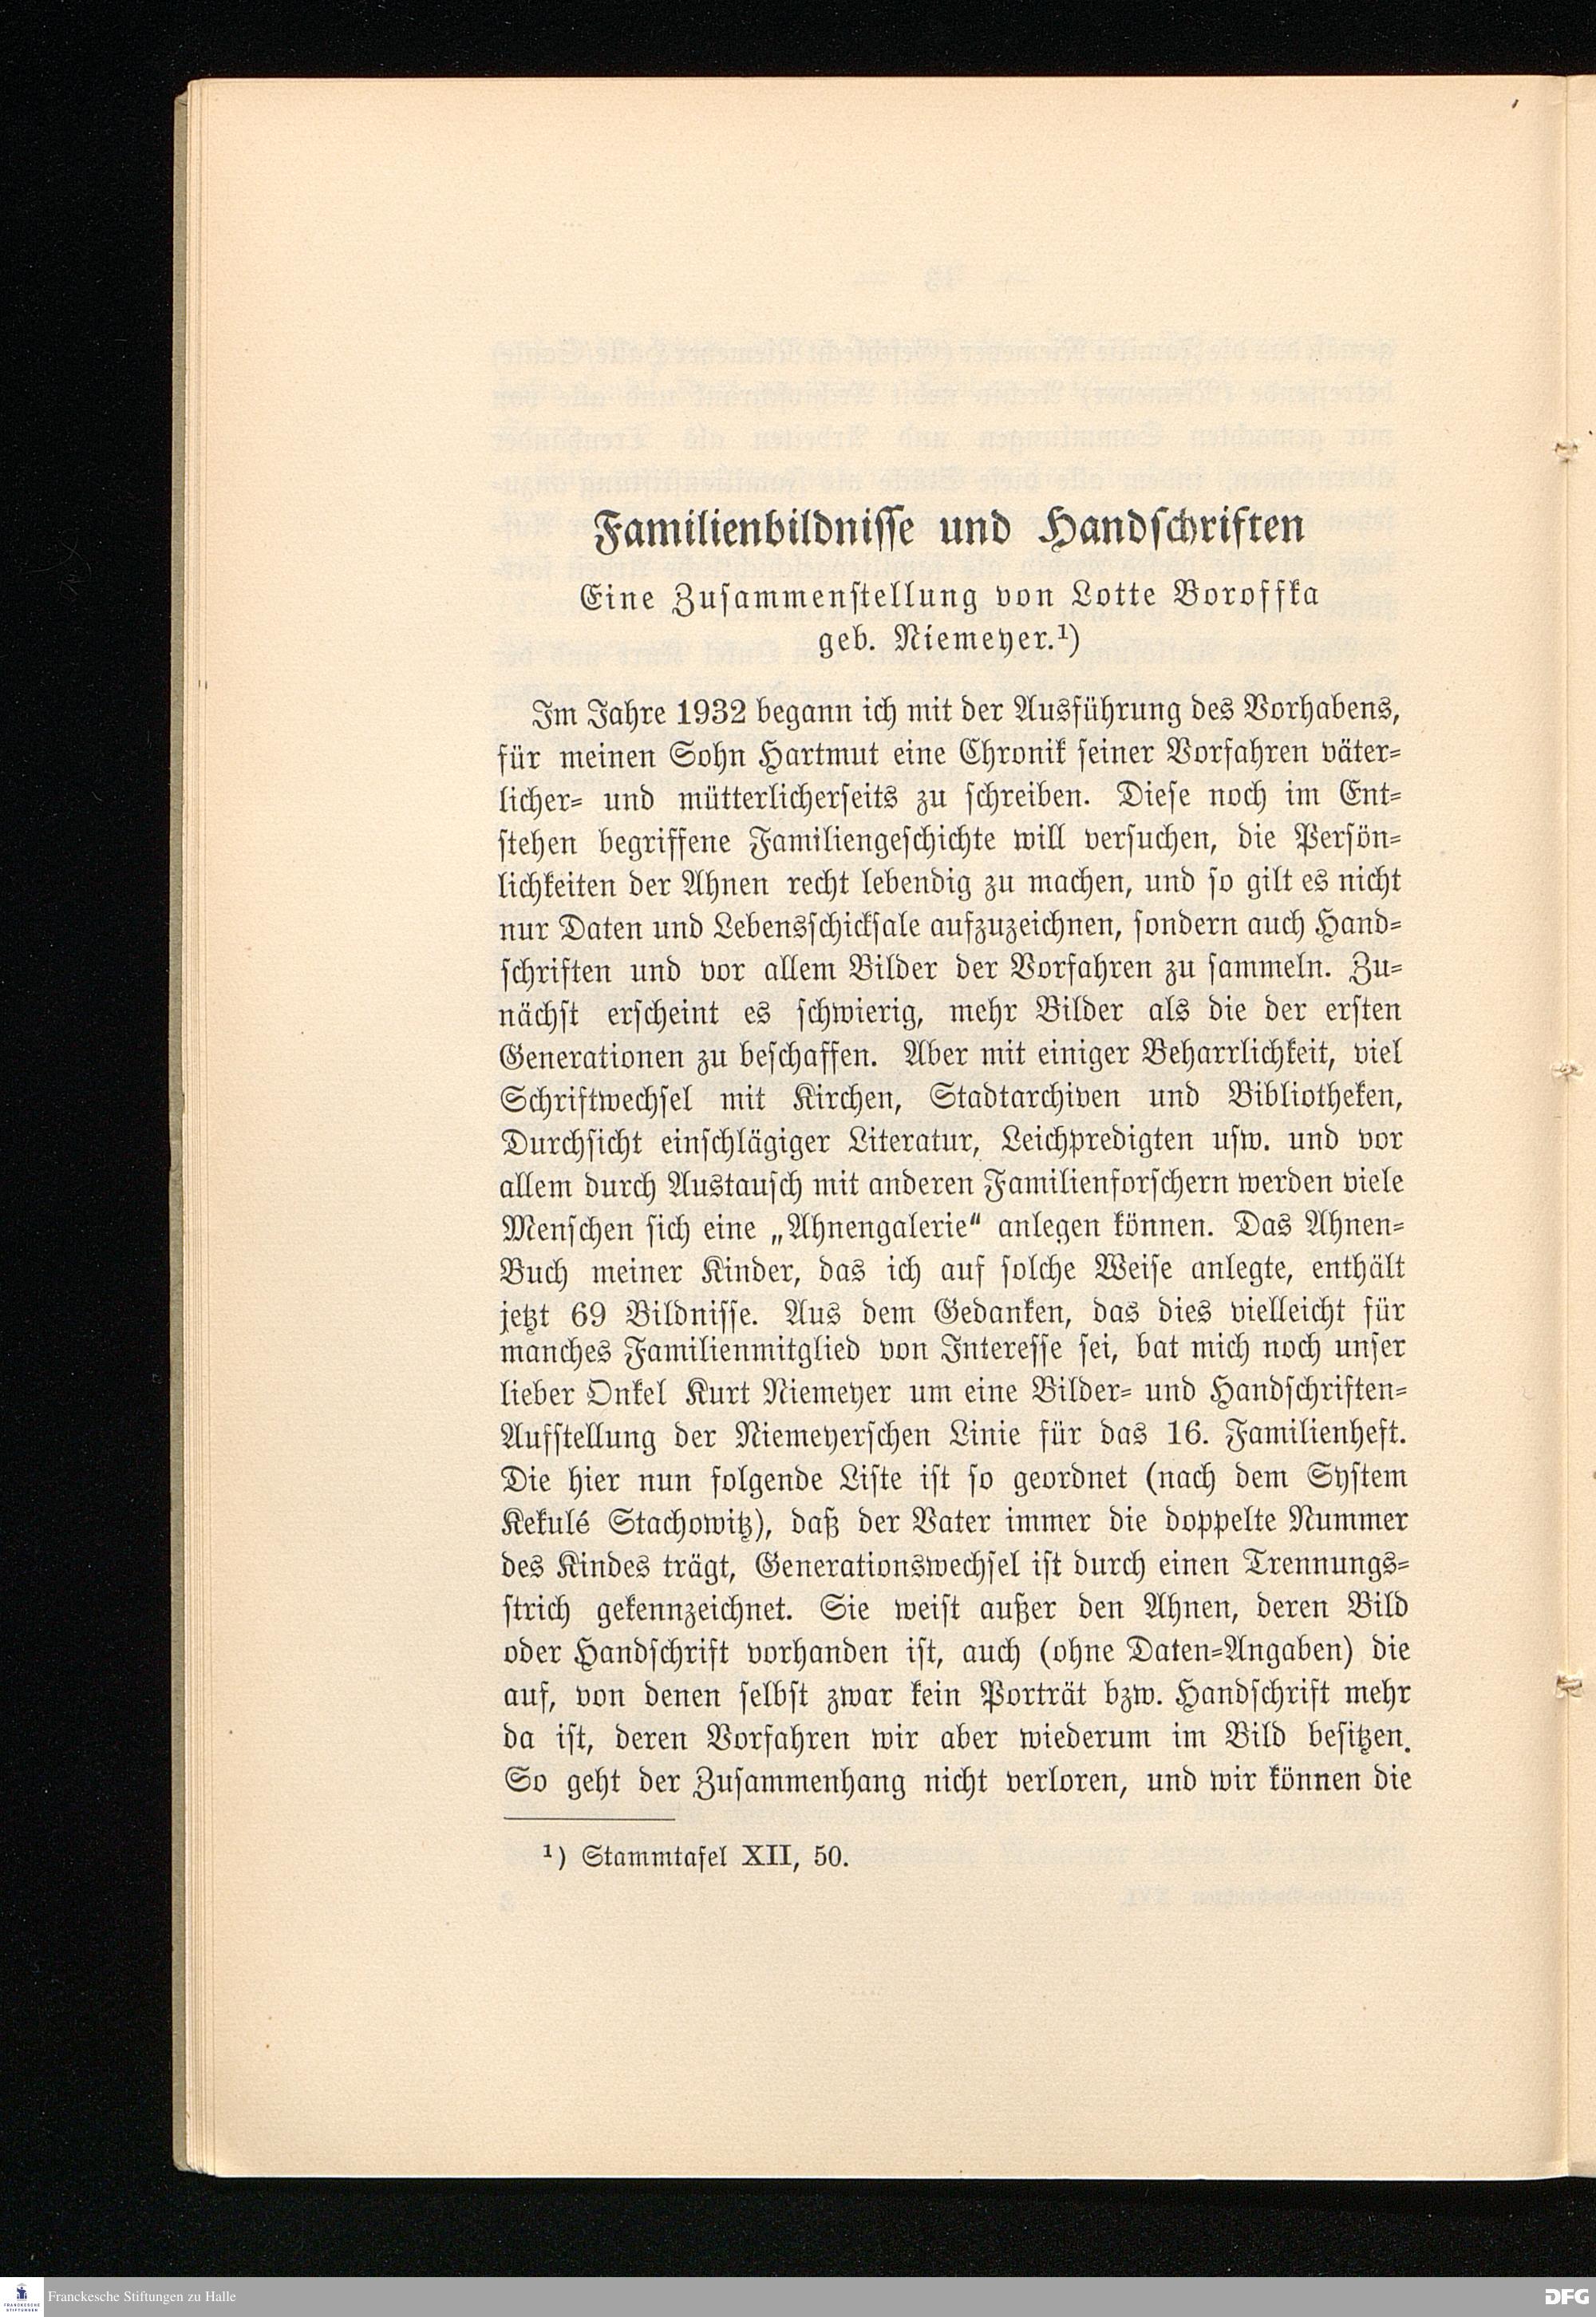 Familienbildnisse und Handschriften
Eine Zusammenstellung von Lotte Boroffka
geb. Niemeyer.¹)
Im Jahre 1932 begann ich mit der Ausführung des Vorhabens,
für meinen Sohn Hartmut eine Chronik seiner Vorfahren väter-
licher- und mütterlicherseits zu schreiben. Diese noch im Ent-
stehen begriffene Familiengeschichte will versuchen, die Persön-
lichkeiten der Ahnen recht lebendig zu machen, und so gilt es nicht
nur Daten und Lebensschicksale aufzuzeichnen, sondern auch Hand-
schriften und vor allem Bilder der Vorfahren zu sammeln. Zu-
nächst erscheint es schwierig, mehr Bilder als die der ersten
Generationen zu beschaffen. Aber mit einiger Beharrlichkeit, viel
Schriftwechsel mit Kirchen, Stadtarchiven und Bibliotheken,
Durchsicht einschlägiger Literatur, Leichpredigten usw. und vor
allem durch Austausch mit anderen Familienforschern werden viele
Menschen sich eine „Ahnengalerie“ anlegen können. Das Ahnen-
Buch meiner Kinder, das ich auf solche Weise anlegte, enthält
jetzt 69 Bildnisse. Aus dem Gedanken, das dies vielleicht für
manches Familienmitglied von Interesse sei, bat mich noch unser
lieber Onkel Kurt Niemeyer um eine Bilder- und Handschriften-
Aufstellung der Niemeyerschen Linie für das 16. Familienheft.
Die hier nun folgende Liste ist so geordnet (nach dem System
Kekulé Stachowitz), daß der Vater immer die doppelte Nummer
des Kindes trägt, Generationswechsel ist durch einen Trennungs-
strich gekennzeichnet. Sie weist außer den Ahnen, deren Bild
oder Handschrift vorhanden ist, auch (ohne Daten-Angaben) die
auf, von denen selbst zwar kein Porträt bzw. Handschrift mehr
da ist, deren Vorfahren wir aber wiederum im Bild besitzen.
So geht der Zusammenhang nicht verloren, und wir können die
¹) Stammtafel XII, 50.
Franckesche Stiftungen zu Halle
FRANCKESCHE
STIFTUNGEN
DFG